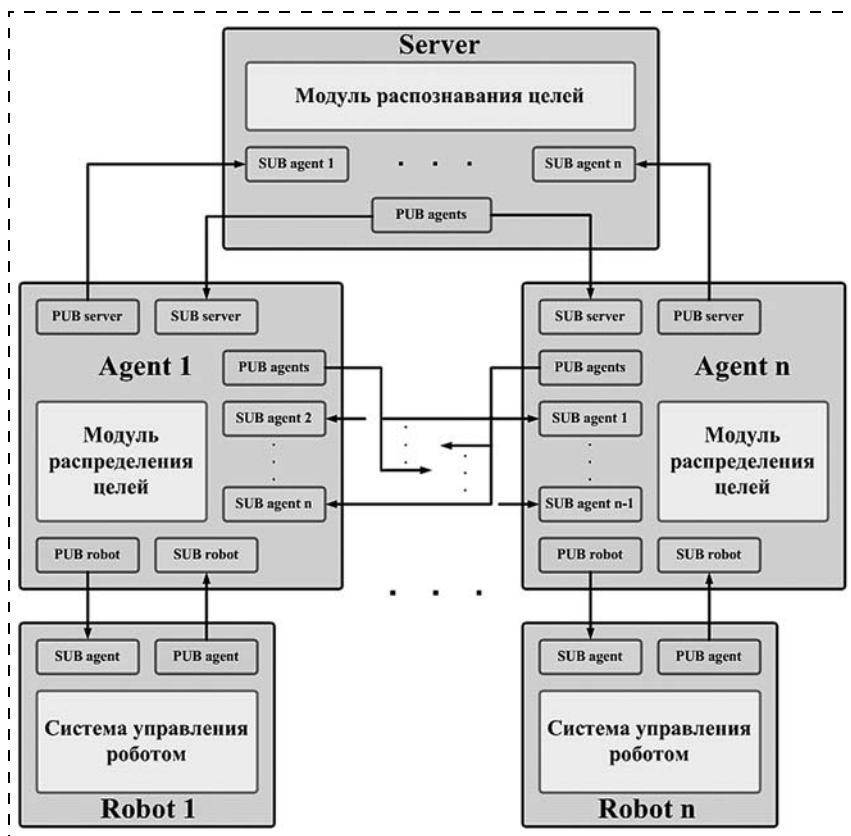 Server
Модуль распознавания целей
SUB agent 1
. . .
SUB agent n
PUB agents
PUB server
SUB server
Agent 1
PUB agents
SUB agent 2
Модуль
распределения
целей
SUB agent n
PUB robot
SUB robot
SUB server
PUB server
PUB agents
Agent n
SUB agent 1
Модуль
распределения
целей
SUB agent n-1
PUB robot
SUB robot
. . .
SUB agent
PUB agent
Система управления
роботом
Robot 1
SUB agent
PUB agent
Система управления
роботом
Robot n